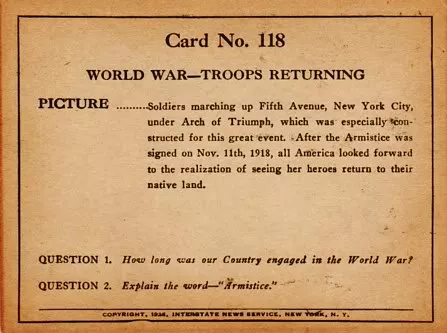 Card No. 118
WORLD WAR—TROOPS RETURNING
PICTURE ..........Soldiers marching up Fifth Avenue, New York City,
under Arch of Triumph, which was especially con-
structed for this great event. After the Armistice was
signed on Nov. 11th, 1918, all America looked forward
to the realization of seeing her heroes return to their
native land.
QUESTION 1. How long was our Country engaged in the World War?
QUESTION 2. Explain the word—"Armistice."
COPYRIGHT, INTERSTATE NEWS SERVICE, NEW YORK, N. Y.